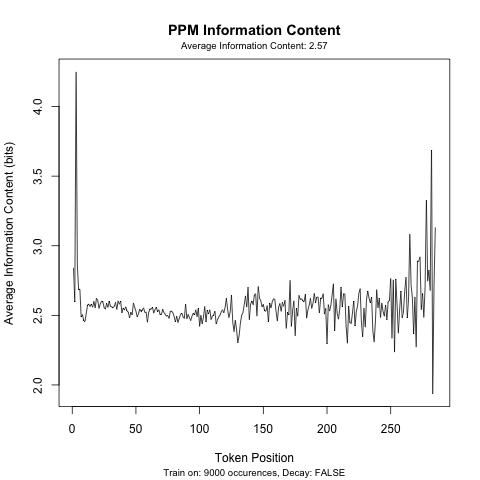 PPM Information Content
Average Information Content: 2.57
Average Information Content (bits)
4.0
3.5
3.0
2.5
2.0
0 50 100 150 200 250
Token Position
Train on: 9000 occurences, Decay: FALSE